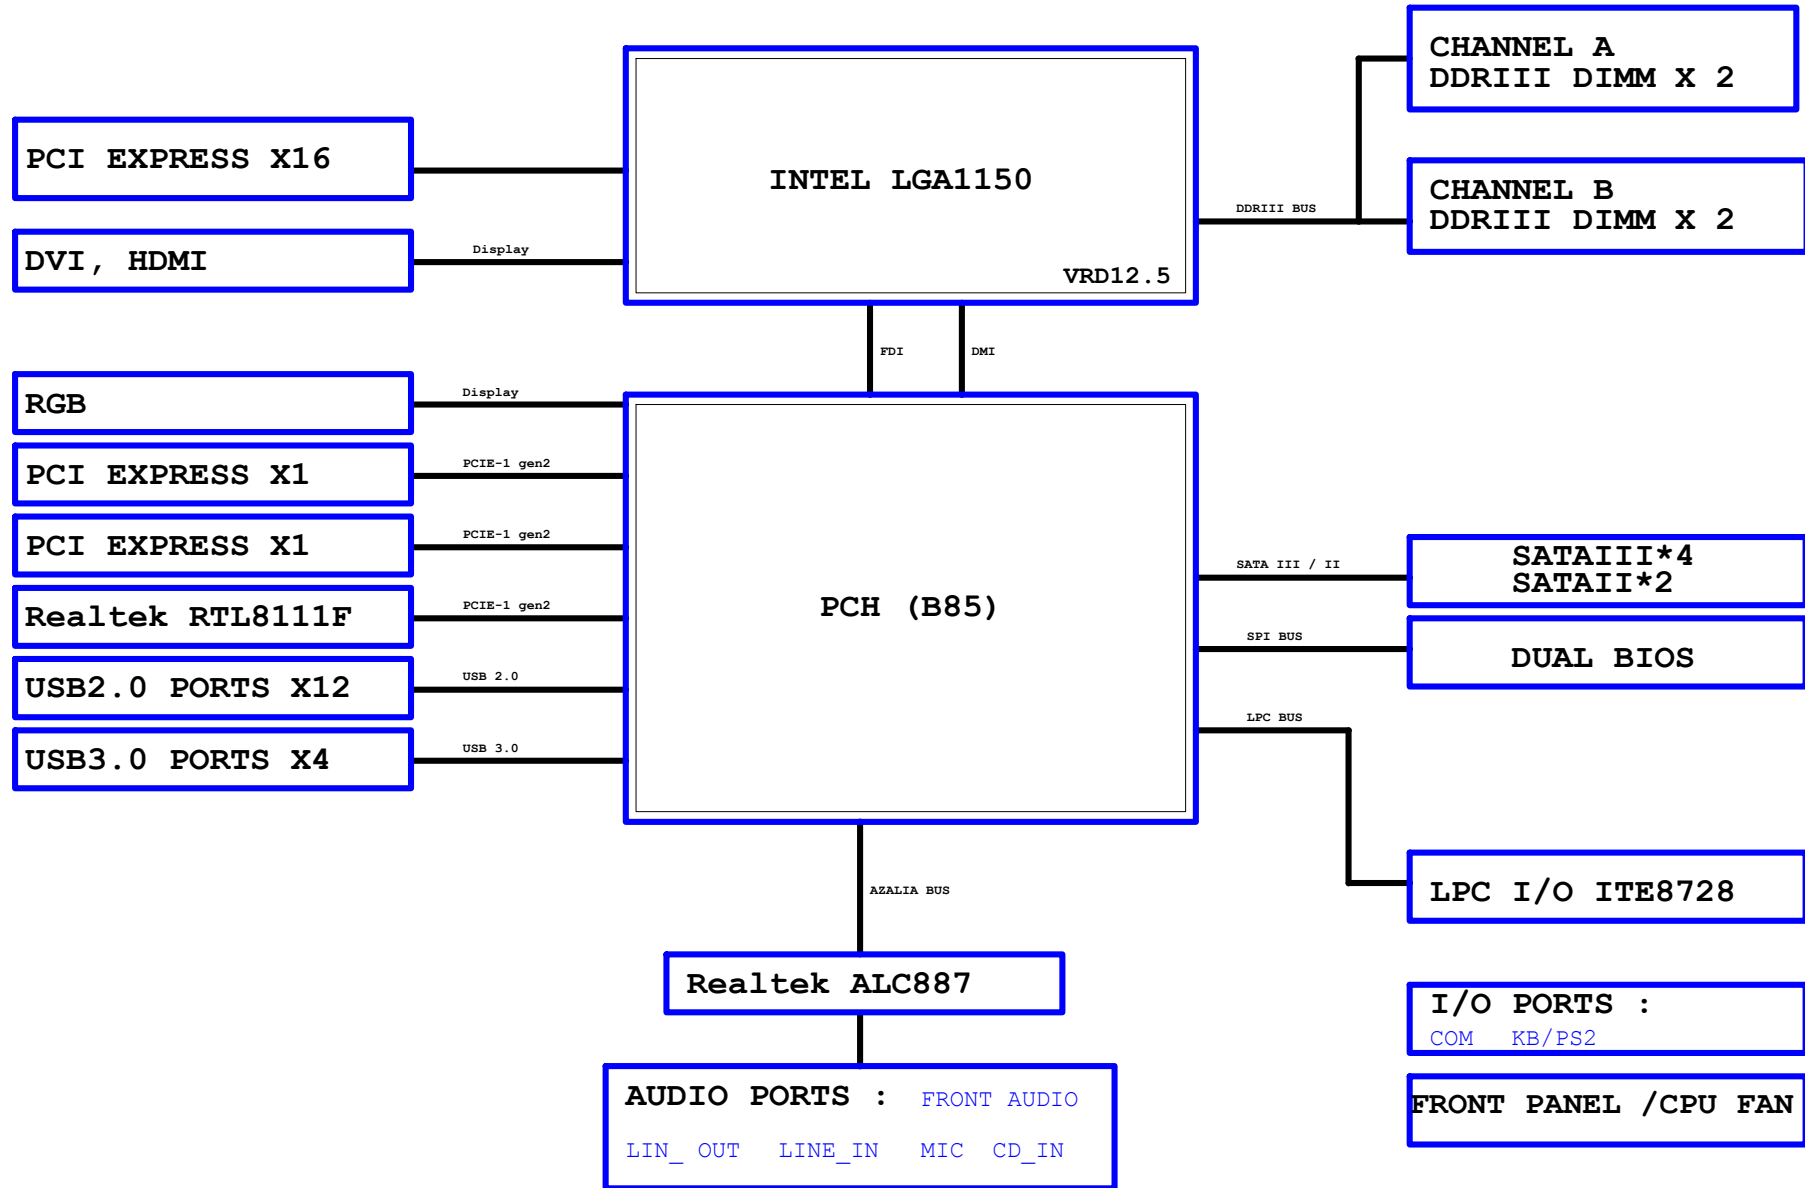 CHANNEL A
DDRIII DIMM X 2
PCI EXPRESS X16
INTEL LGA1150
CHANNEL B
DDRIII DIMM X 2
DDRIII BUS
DVI, HDMI
Display
VRD12.5
FDI
DMI
RGB
Display
PCI EXPRESS X1
PCIE-1 gen2
PCI EXPRESS X1
PCIE-1 gen2
Realtek RTL8111F
PCIE-1 gen2
USB2.0 PORTS X12
USB 2.0
USB3.0 PORTS X4
USB 3.0
PCH (B85)
SATA III / II
SATAIII*4
SATAII*2
SPI BUS
DUAL BIOS
LPC BUS
LPC I/O ITE8728
AZALIA BUS
Realtek ALC887
I/O PORTS :
COM KB/PS2
AUDIO PORTS : FRONT AUDIO
LIN_ OUT LINE_IN MIC CD_IN
FRONT PANEL /CPU FAN